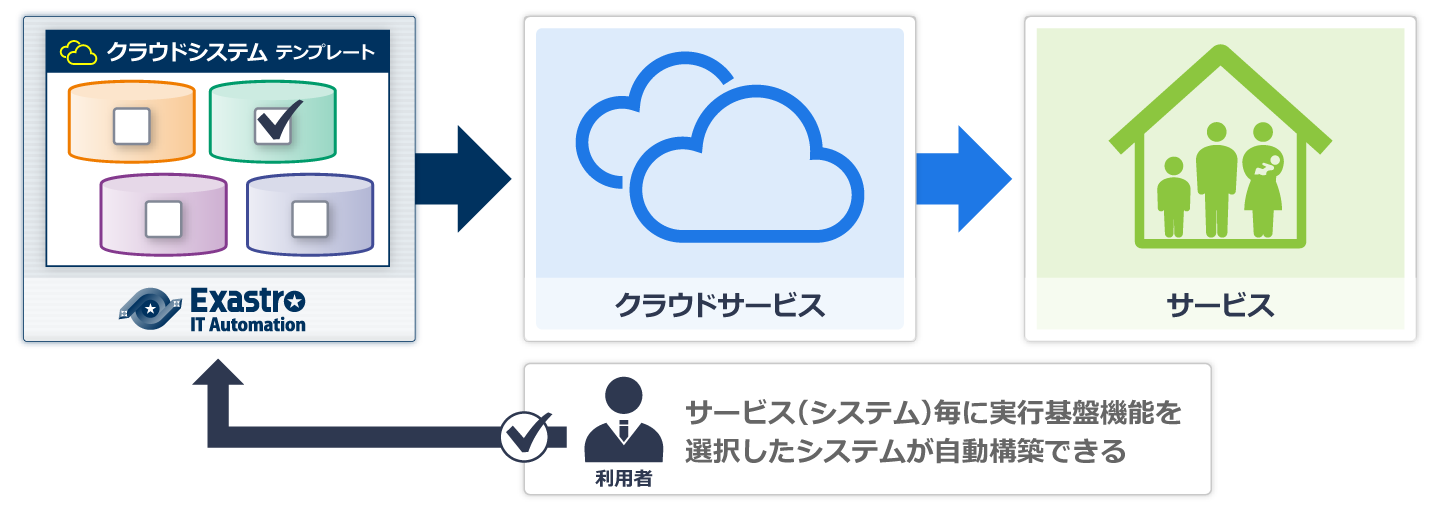 クラウドシステム テンプレート
Exastro
IT Automation
クラウドサービス
サービス
サービス(システム)毎に実行基盤機能を
選択したシステムが自動構築できる
利用者